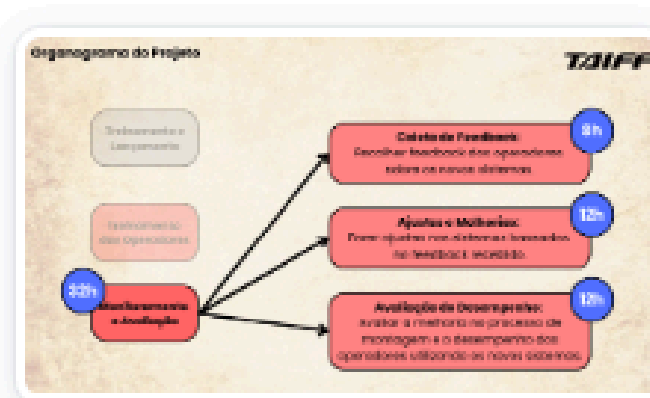 Organograma do Projeto
TAIFF
Treinamento e
Lançamento
Treinamento
dos Operadores
32h
Monitoramento
e Avaliação
8h
Coleta de Feedback:
Recolher feedback dos operadores
sobre os novos sistemas.
12h
Ajustes e Melhorias:
Fazer ajustes nos sistemas baseados
no feedback recebido.
12h
Avaliação de Desempenho:
Avaliar a melhoria no processo de
montagem e o desempenho dos
operadores utilizando os novos sistemas.